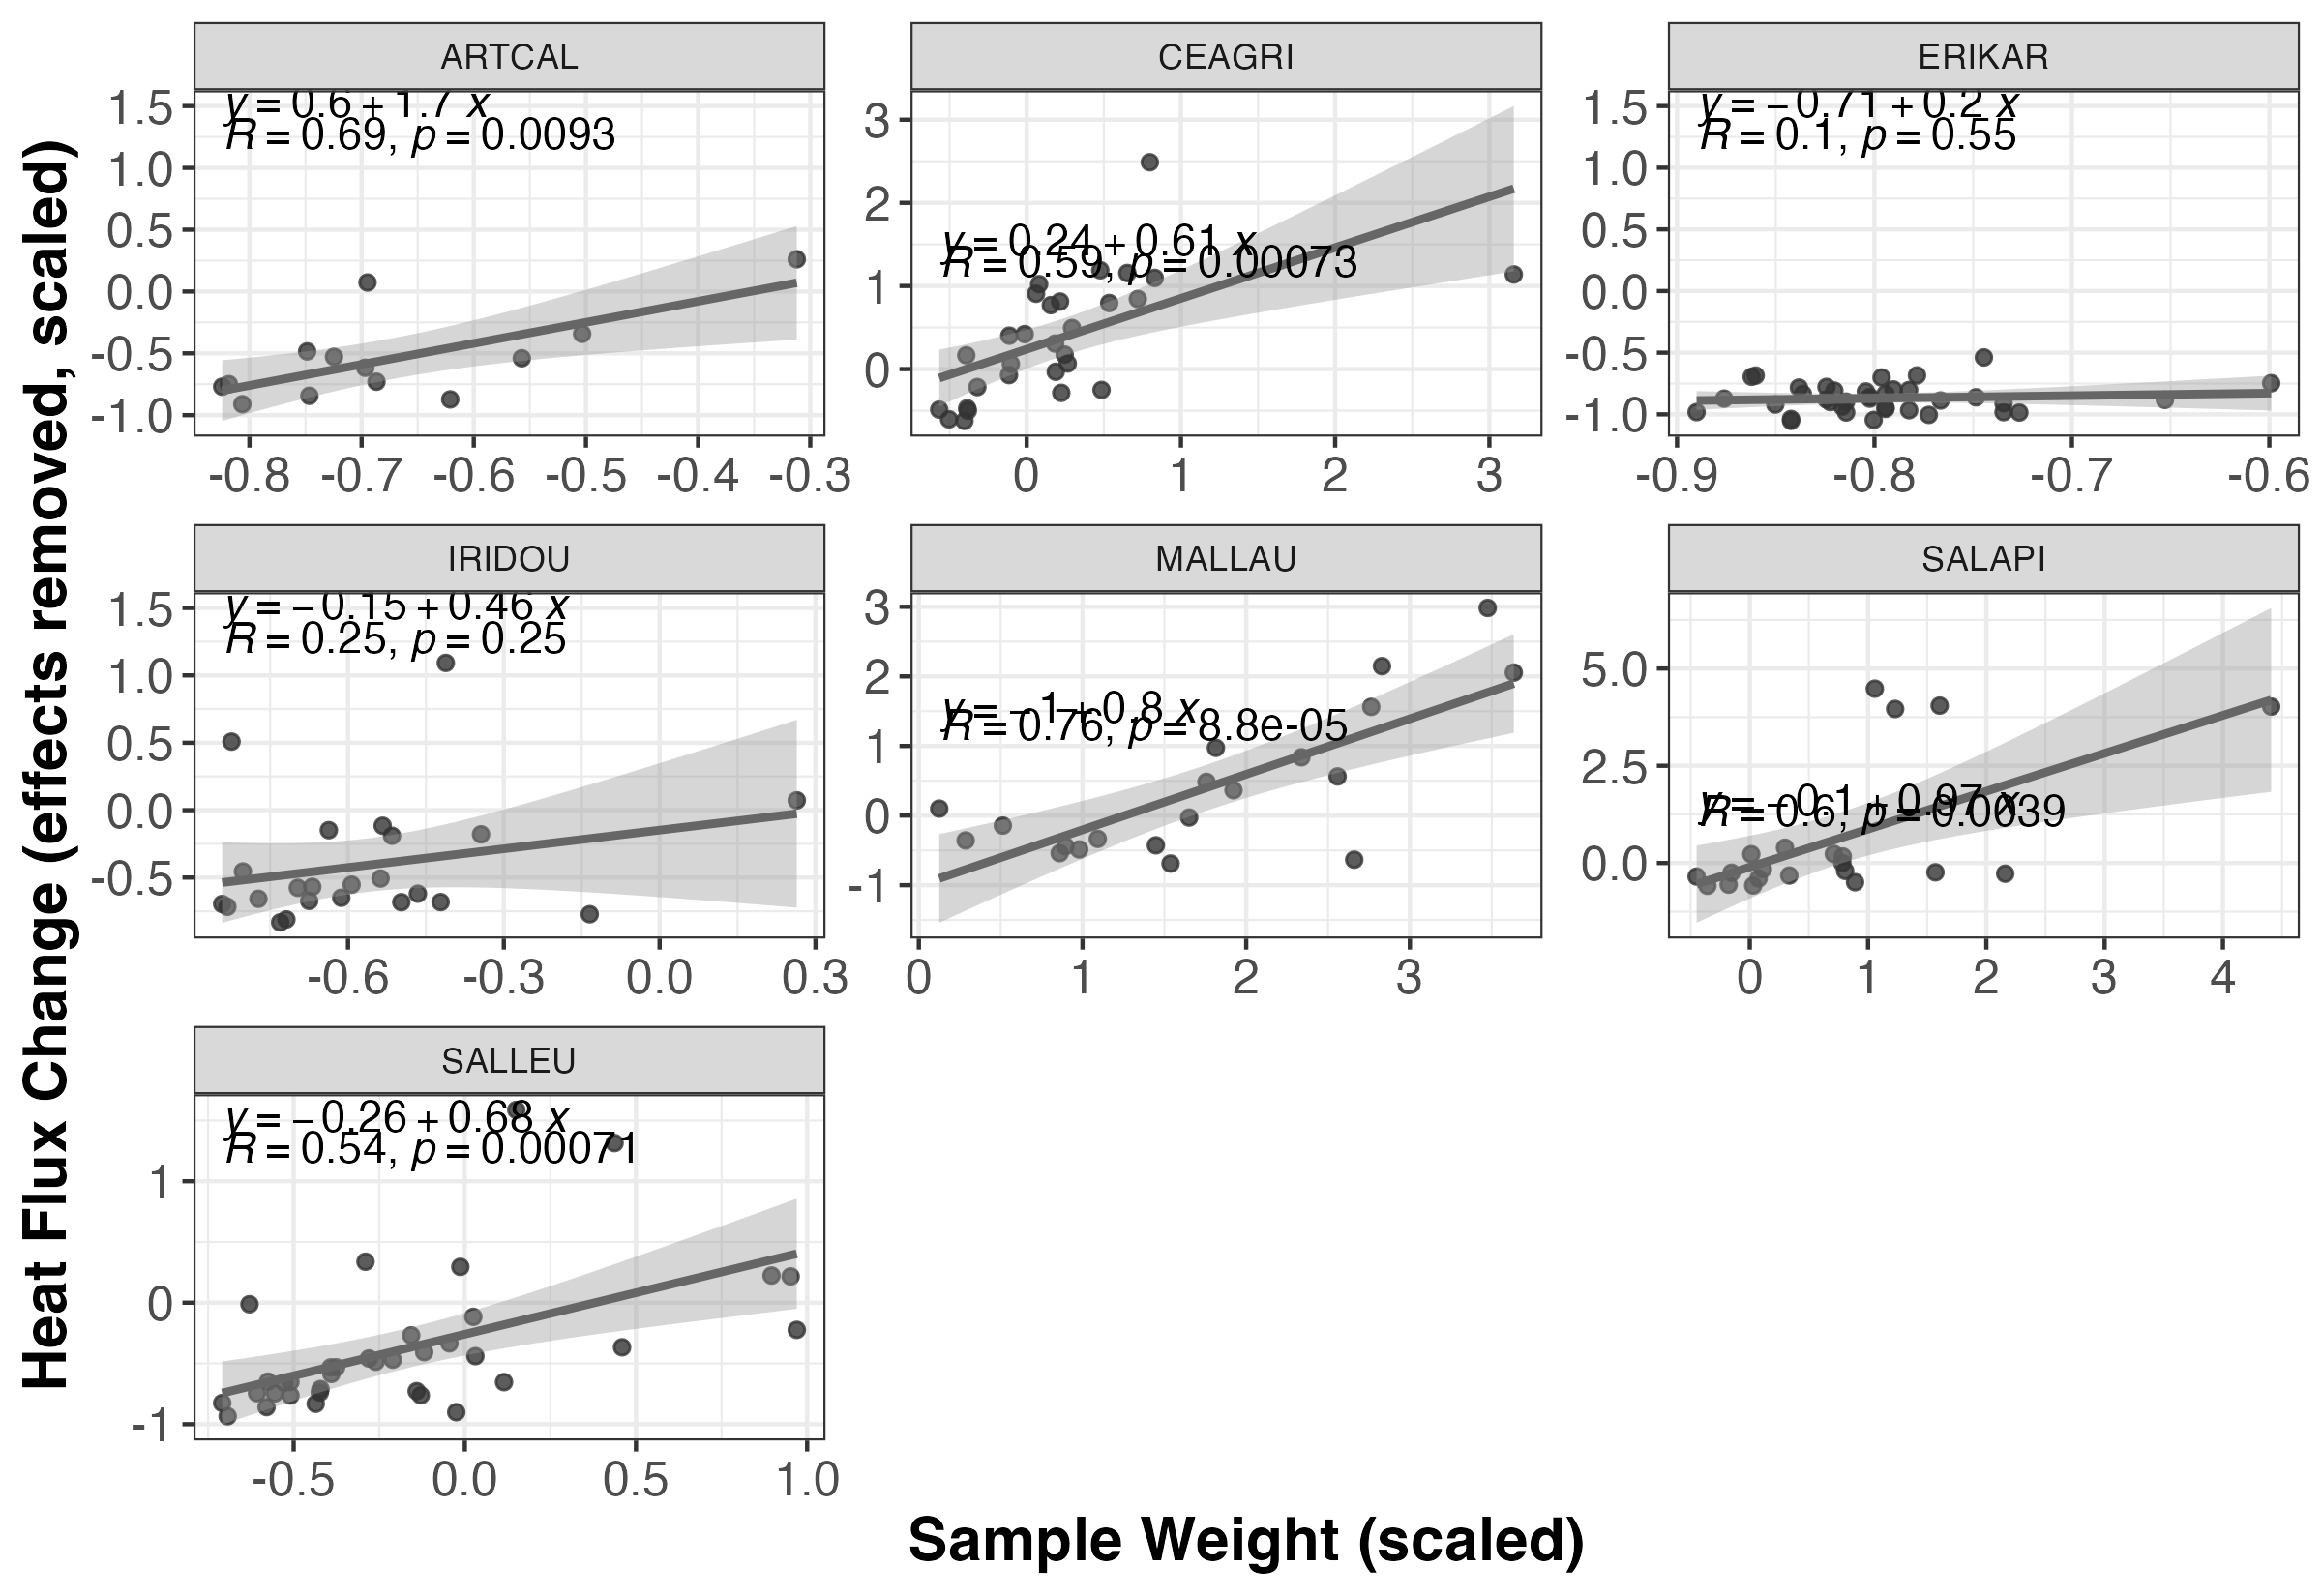 Heat Flux Change (effects removed, scaled)
ARTCAL
y = 0.6 + 1.7 x
R = 0.69, p = 0.0093
1.5
1.0
0.5
0.0
-0.5
-1.0
-0.8 -0.7 -0.6 -0.5 -0.4 -0.3
CEAGRI
y = 0.24 + 0.61 x
R = 0.59, p = 0.00073
3
2
1
0
0 1 2 3
ERIKAR
y = −0.71 + 0.2 x
R = 0.1, p = 0.55
1.5
1.0
0.5
0.0
-0.5
-1.0
-0.9 -0.8 -0.7 -0.6
IRIDOU
y = −0.15 + 0.46 x
R = 0.25, p = 0.25
1.5
1.0
0.5
0.0
-0.5
-0.6 -0.3 0.0 0.3
MALLAU
y = −1 + 0.8 x
R = 0.76, p = 8.8e-05
3
2
1
0
-1
0 1 2 3
SALAPI
y = −0.1 + 0.97 x
R = 0.6, p = 0.0039
5.0
2.5
0.0
0 1 2 3 4
SALLEU
y = −0.26 + 0.68 x
R = 0.54, p = 0.00071
1
0
-1
-0.5 0.0 0.5 1.0
Sample Weight (scaled)